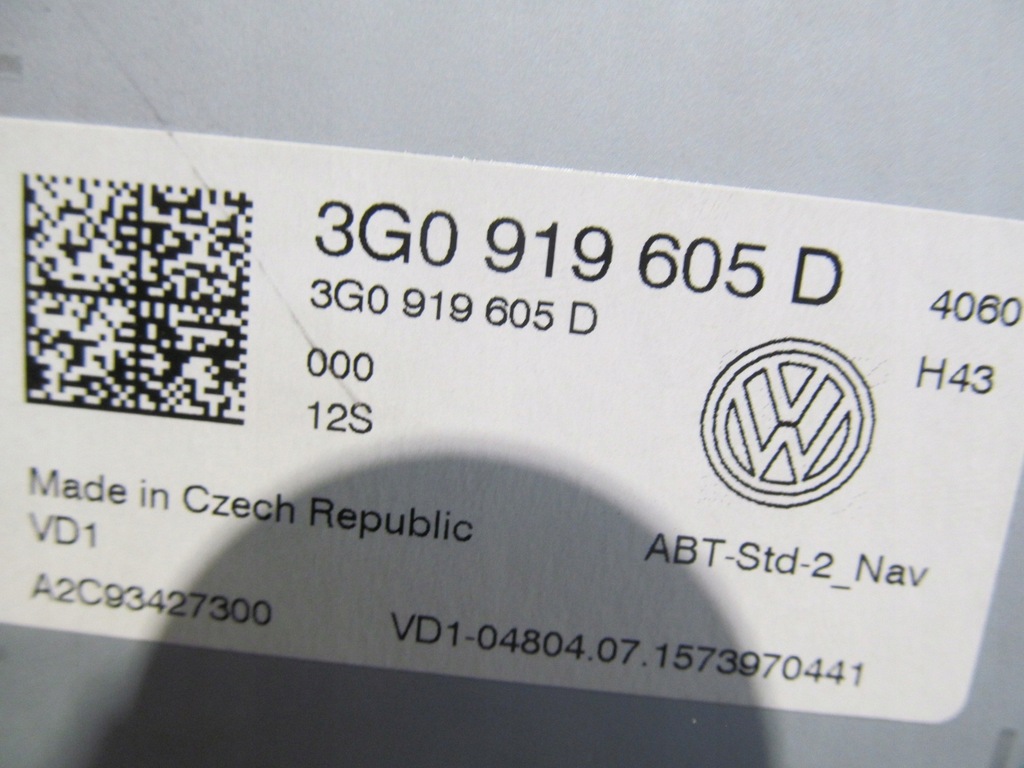 3G0 919 605 D
3G0 919 605 D
4060
000
H43
12S
Made in Czech Republic
VD1
ABT-Std-2_Nav
A2C93427300
VD1-04804.07.1573970441